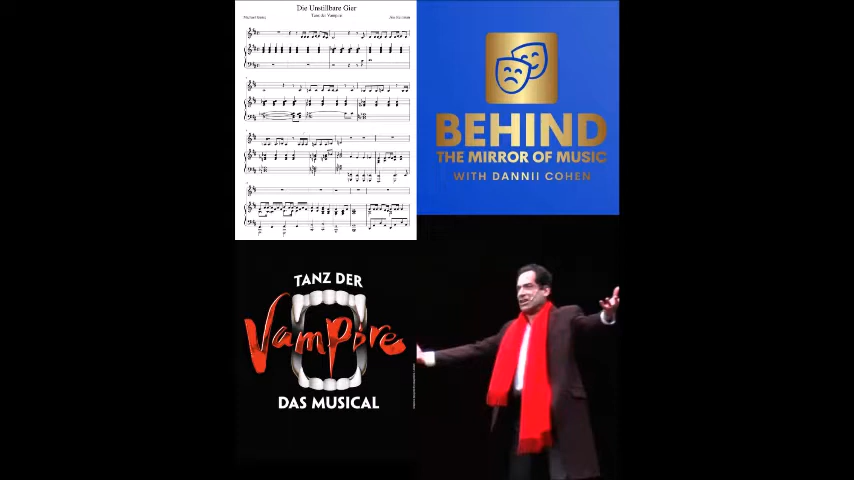 Die Unstillbare Gier
Tanz der Vampire
BEHIND
THE MIRROR OF MUSIC
WITH DANNII COHEN
TANZ DER
Vampire
DAS MUSICAL